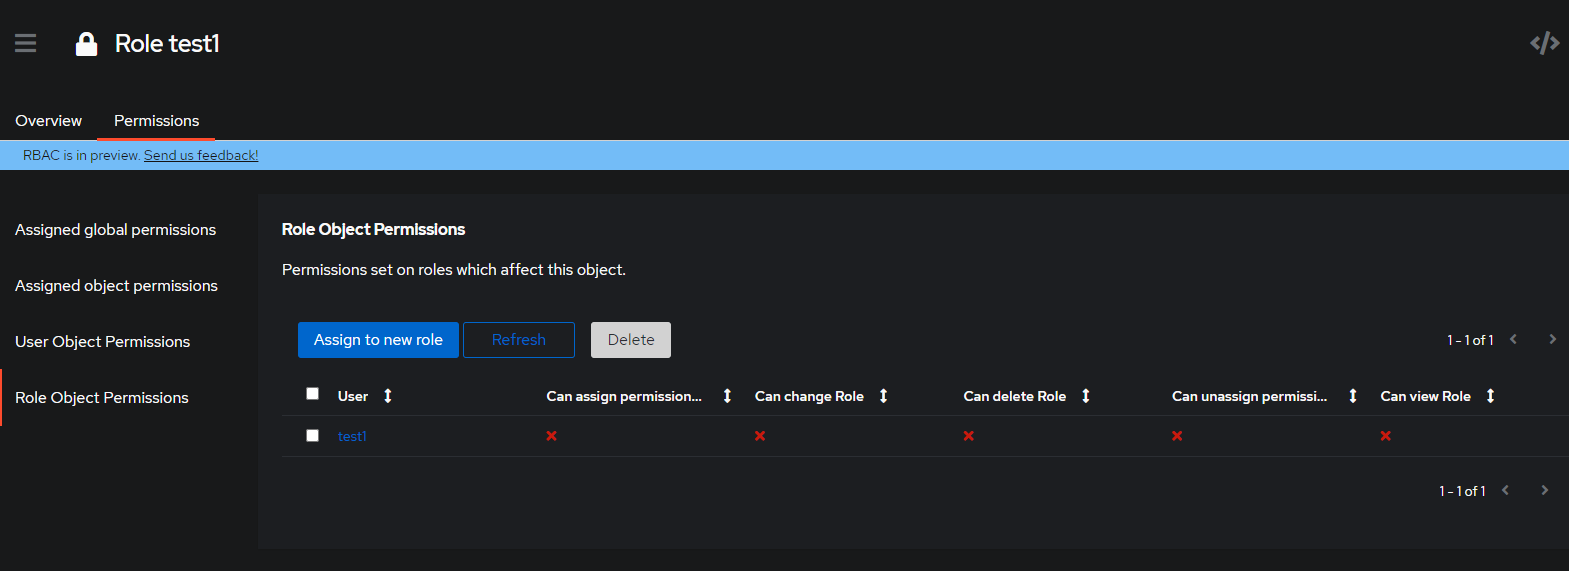 Role test1
Overview Permissions
RBAC is in preview. Send us feedback!
Assigned global permissions
Assigned object permissions
User Object Permissions
Role Object Permissions
Role Object Permissions
Permissions set on roles which affect this object.
Assign to new role Refresh Delete 1 - 1 of 1
User Can assign permission... Can change Role Can delete Role Can unassign permissi... Can view Role
test1
1 - 1 of 1